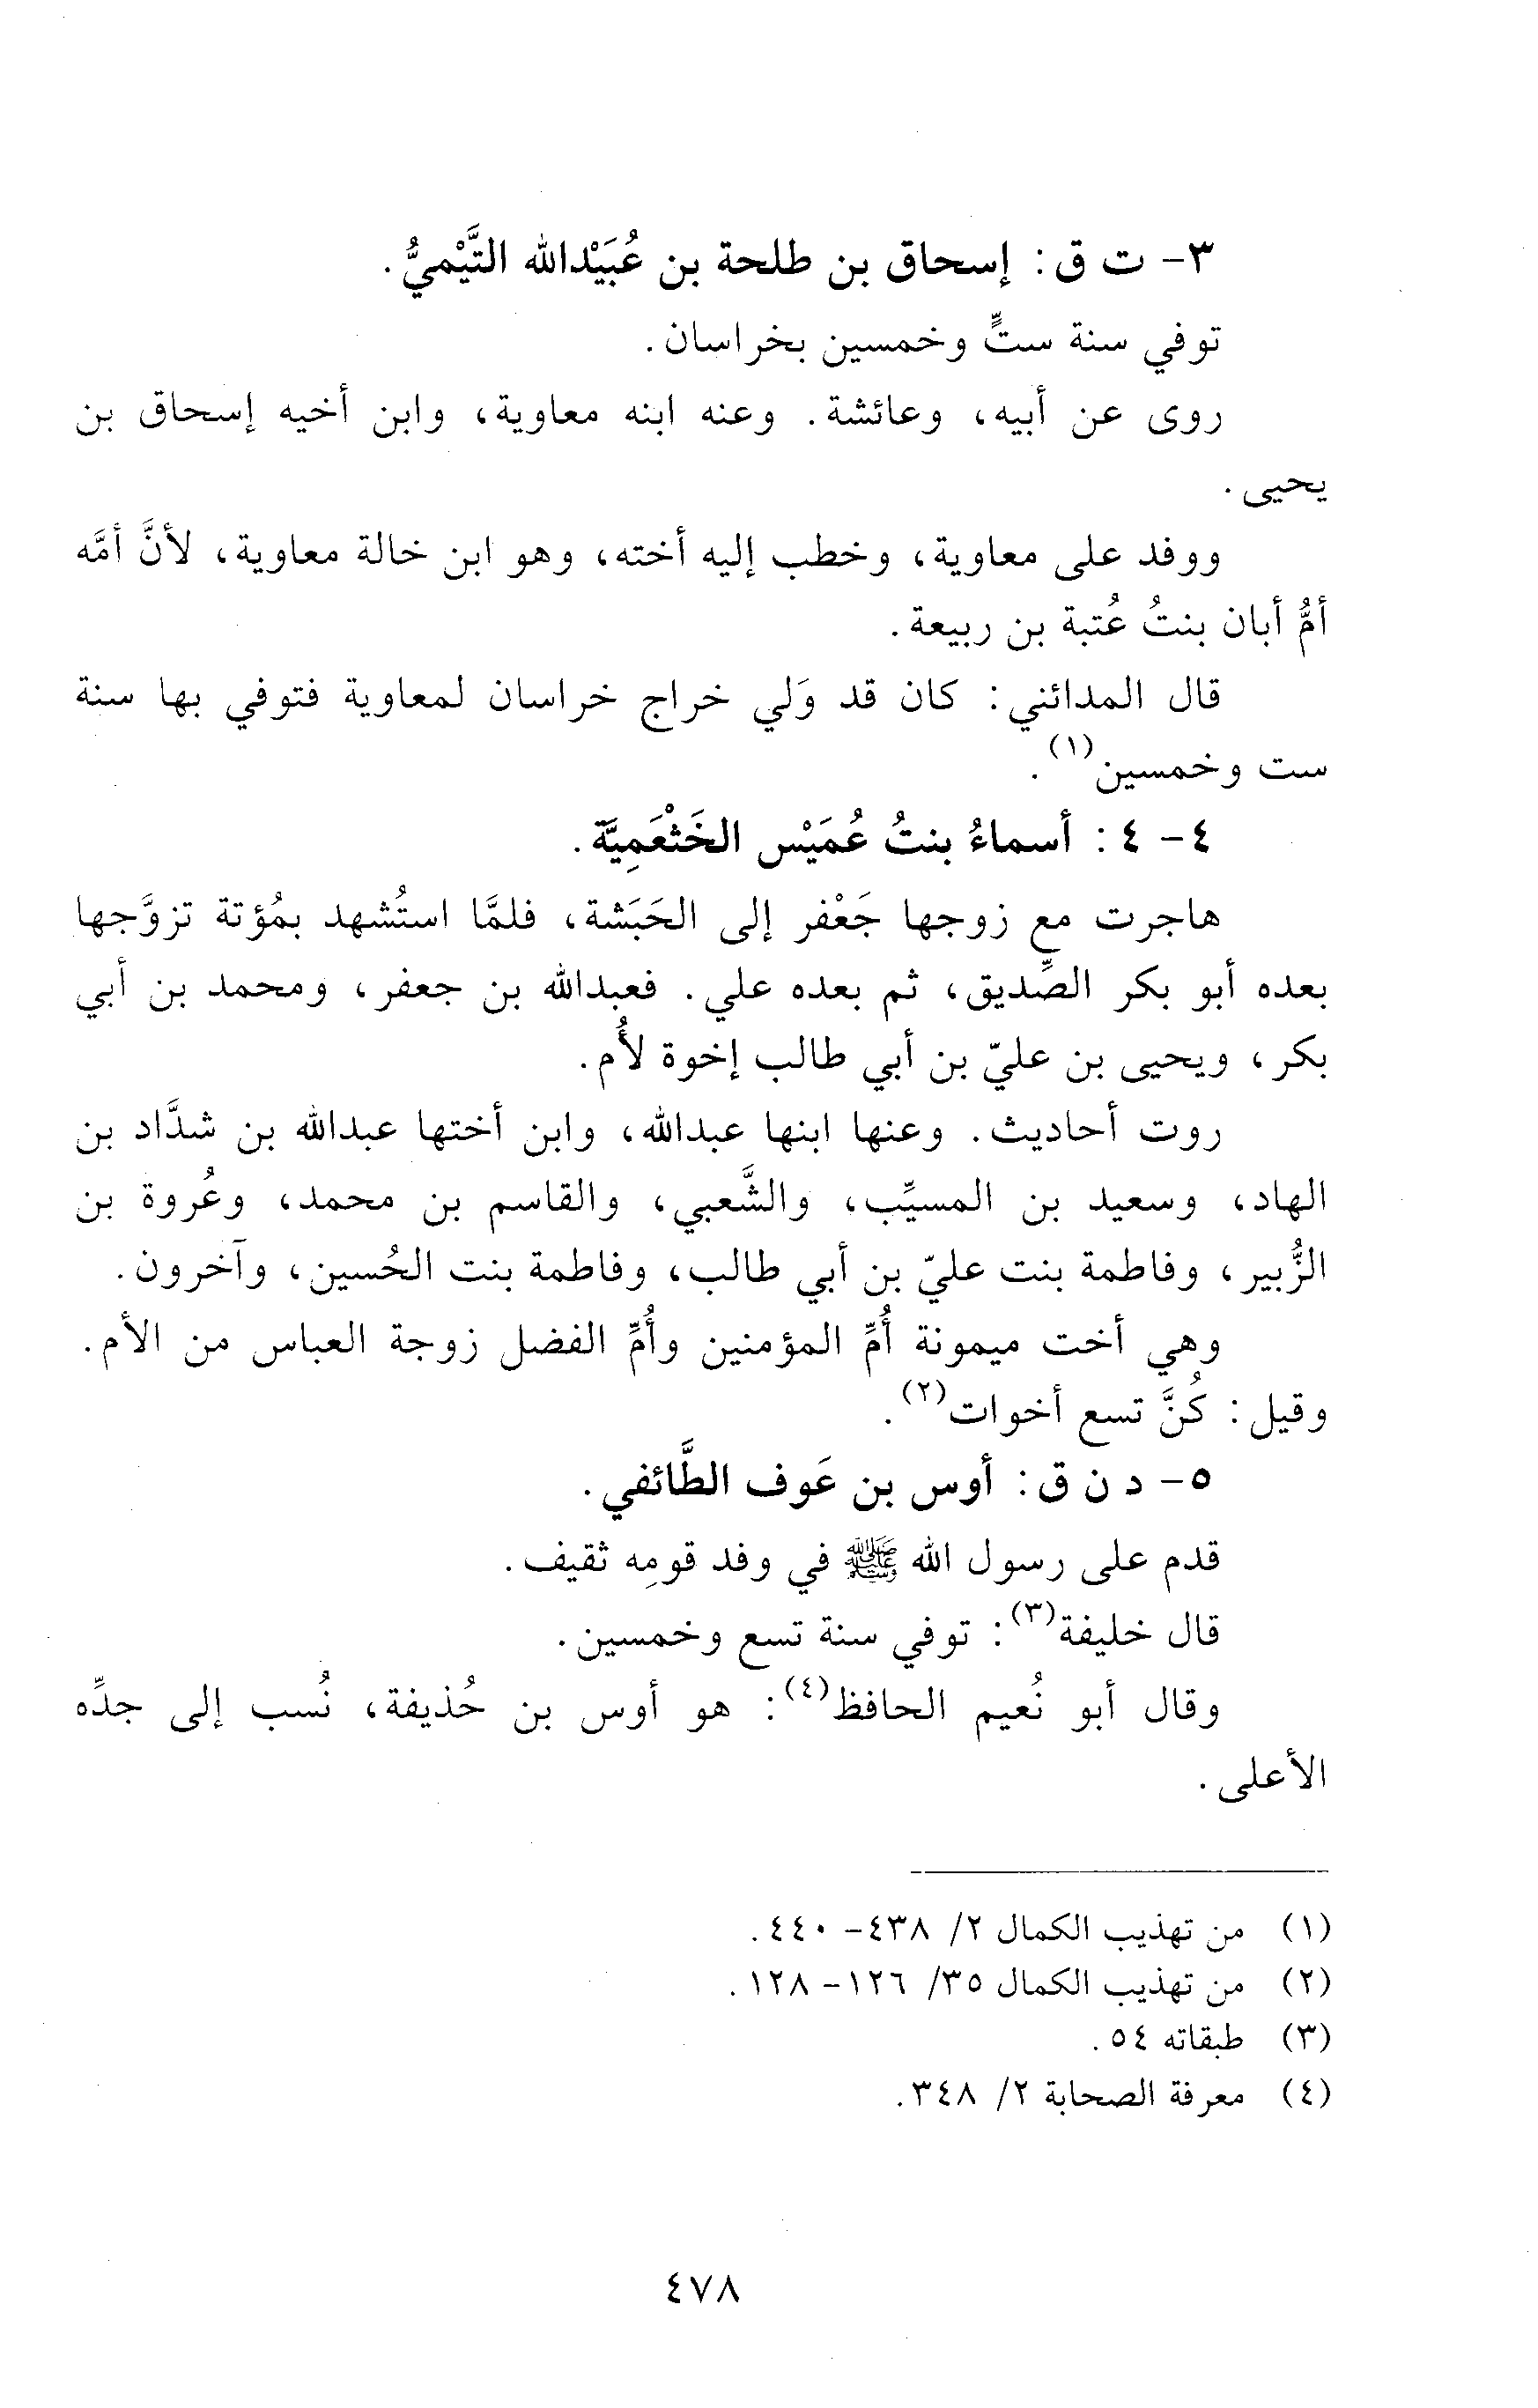 ٣- ت ق: إسحاق بن طلحة بن عُبَيْدالله التَّيْميُّ.
توفي سنة ستٍّ وخمسين بخراسان.
روى عن أبيه، وعائشة. وعنه ابنه معاوية، وابن أخيه إسحاق بن
يحيى.
ووفد على معاوية، وخطب إليه أخته، وهو ابن خالة معاوية، لأنَّ أمَّه
أمُّ أبان بنتُ عُتبة بن ربيعة.
قال المدائني: كان قد وَلي خراج خراسان لمعاوية فتوفي بها سنة
ست وخمسين(١).
٤- ٤: أسماءُ بنتُ عُمَيْس الخَثْعَمِيَّة.
هاجرت مع زوجها جَعْفر إلى الحَبَشة، فلمَّا استُشهد بمُؤتة تزوَّجها
بعده أبو بكر الصِّديق، ثم بعده علي. فعبدالله بن جعفر، ومحمد بن أبي
بكر، ويحيى بن عليّ بن أبي طالب إخوة لأُم.
روت أحاديث. وعنها ابنها عبدالله، وابن أختها عبدالله بن شدَّاد بن
الهاد، وسعيد بن المسيِّب، والشَّعبي، والقاسم بن محمد، وعُروة بن
الزُّبير، وفاطمة بنت عليّ بن أبي طالب، وفاطمة بنت الحُسين، وآخرون.
وهي أخت ميمونة أُمِّ المؤمنين وأُمِّ الفضل زوجة العباس من الأم.
وقيل: كُنَّ تسع أخوات(٢).
٥- د ن ق: أوس بن عَوف الطَّائفي.
قدم على رسول الله ﷺ في وفد قومِه ثقيف.
قال خليفة(٣): توفي سنة تسع وخمسين.
وقال أبو نُعيم الحافظ(٤): هو أوس بن حُذيفة، نُسب إلى جدِّه
الأعلى.
(١) من تهذيب الكمال ٢/ ٤٣٨- ٤٤٠.
(٢) من تهذيب الكمال ٣٥/ ١٢٦- ١٢٨.
(٣) طبقاته ٥٤.
(٤) معرفة الصحابة ٢/ ٣٤٨.
٤٧٨